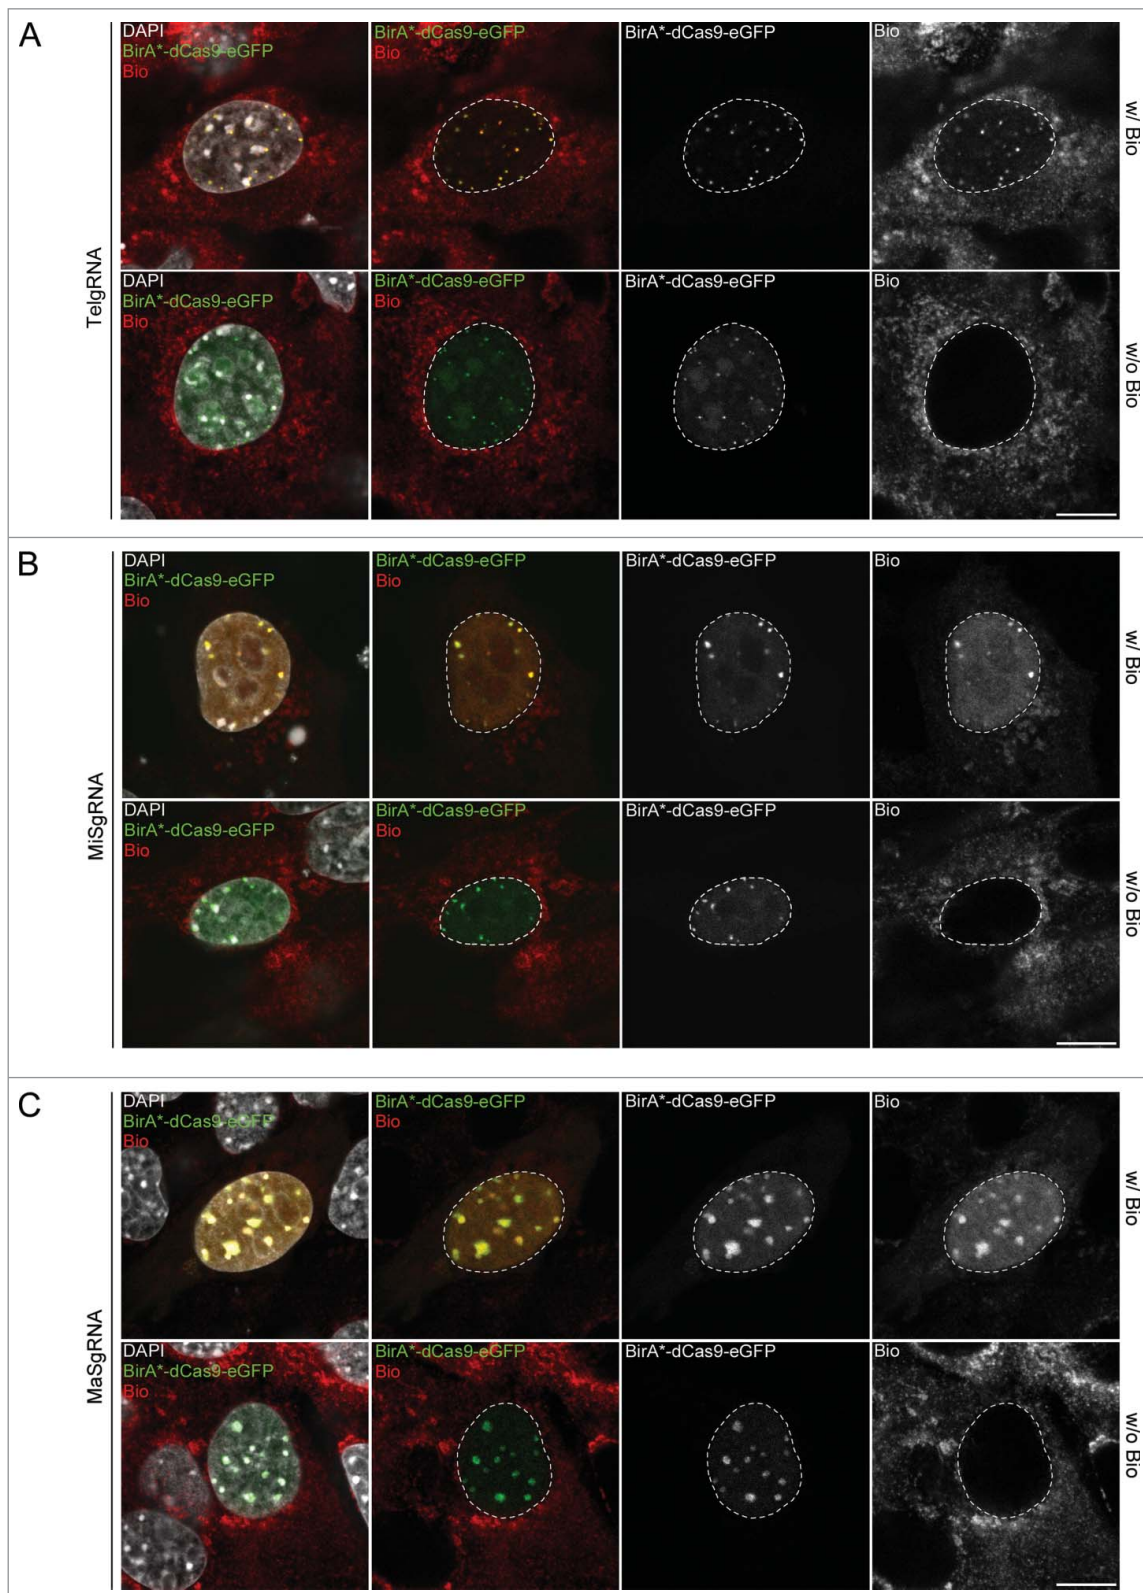 A
DAPI
BirA*-dCas9-eGFP
Bio
BirA*-dCas9-eGFP
Bio
BirA*-dCas9-eGFP
Bio
w/ Bio
TelgRNA
DAPI
BirA*-dCas9-eGFP
Bio
BirA*-dCas9-eGFP
Bio
BirA*-dCas9-eGFP
Bio
w/o Bio
B
DAPI
BirA*-dCas9-eGFP
Bio
BirA*-dCas9-eGFP
Bio
BirA*-dCas9-eGFP
Bio
w/ Bio
MiSgRNA
DAPI
BirA*-dCas9-eGFP
Bio
BirA*-dCas9-eGFP
Bio
BirA*-dCas9-eGFP
Bio
w/o Bio
C
DAPI
BirA*-dCas9-eGFP
Bio
BirA*-dCas9-eGFP
Bio
BirA*-dCas9-eGFP
Bio
w/ Bio
MaSgRNA
DAPI
BirA*-dCas9-eGFP
Bio
BirA*-dCas9-eGFP
Bio
BirA*-dCas9-eGFP
Bio
w/o Bio